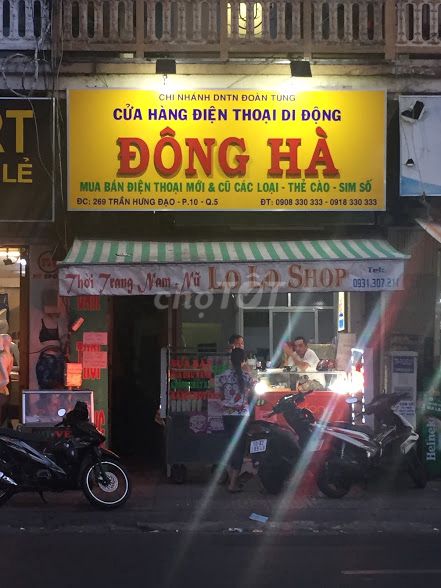 CHI NHÁNH DNTN ĐOÀN TÙNG
CỬA HÀNG ĐIỆN THOẠI DI ĐỘNG
ĐÔNG HÀ
MUA BÁN ĐIỆN THOẠI MỚI & CŨ CÁC LOẠI - THẺ CÀO - SIM SỐ
ĐC: 269 TRẦN HƯNG ĐẠO - P.10 - Q.5
ĐT: 0908 330 333 - 0918 330 333
RT
LẺ
Thời Trang Nam - Nữ
LO LO SHOP
Tel:
0931.307.211
chợTỐT
Heineken